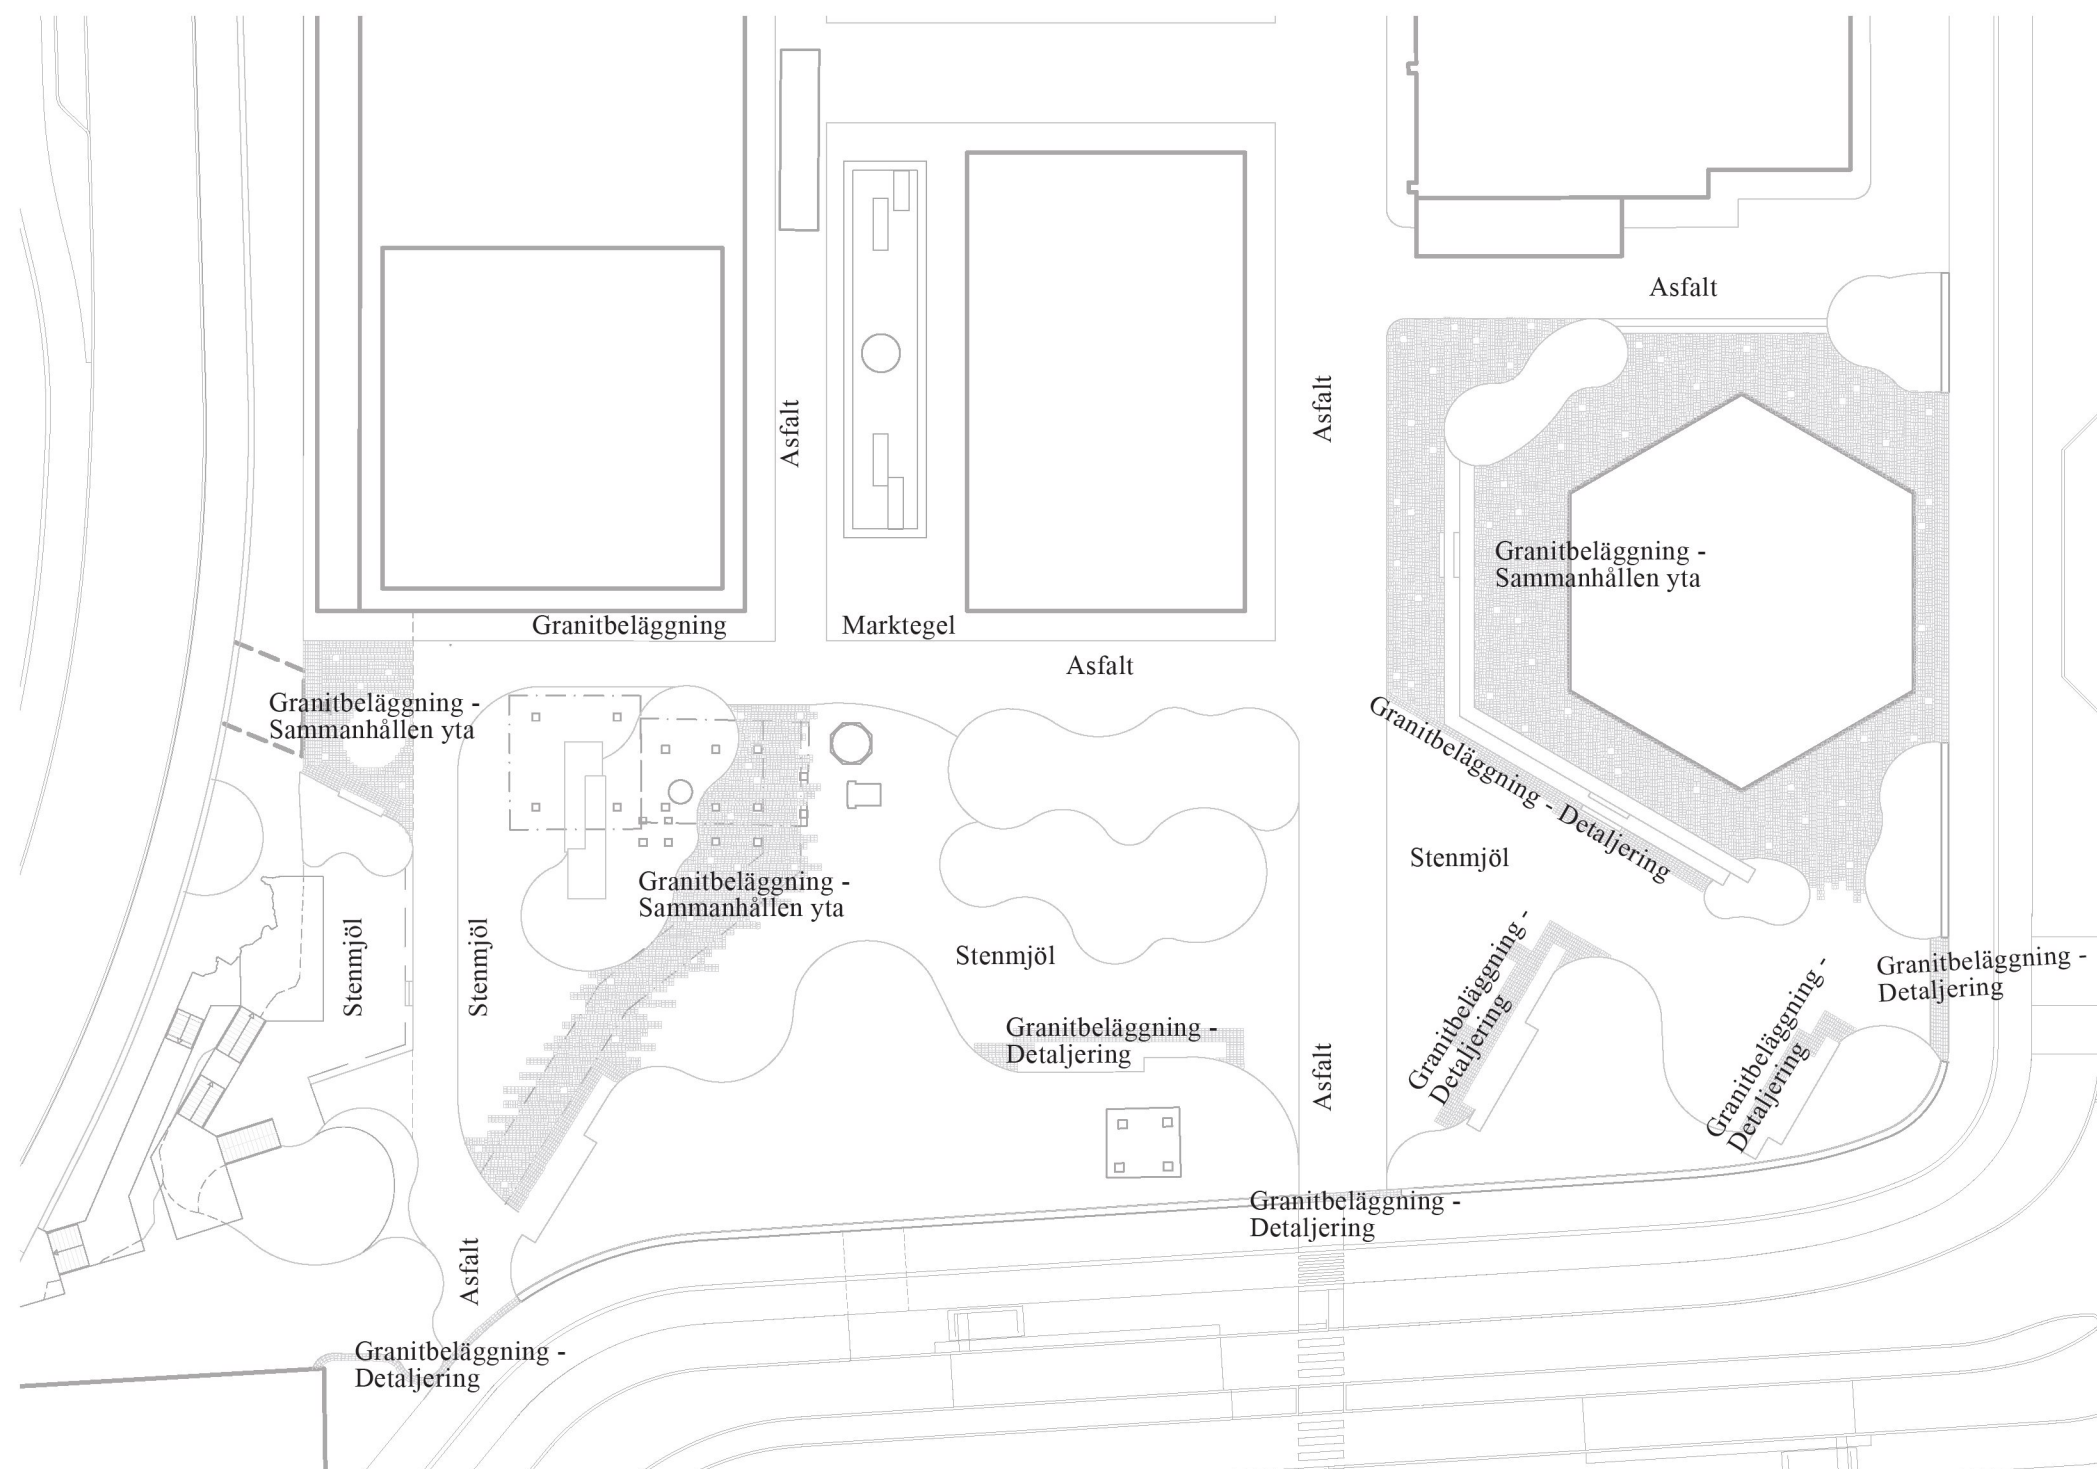 Asfalt
Asfalt
Asfalt
Granitbeläggning -
Sammanhållen yta
Granitbeläggning
Marktegel
Asfalt
Granitbeläggning -
Sammanhållen yta
Granitbeläggning - Detaljering
Stenmjöl
Granitbeläggning -
Sammanhållen yta
Stenmjöl
Stenmjöl
Stenmjöl
Granitbeläggning -
Detaljering
Granitbeläggning -
Detaljering
Granitbeläggning -
Detaljering
Granitbeläggning -
Detaljering
Asfalt
Granitbeläggning -
Detaljering
Asfalt
Granitbeläggning -
Detaljering